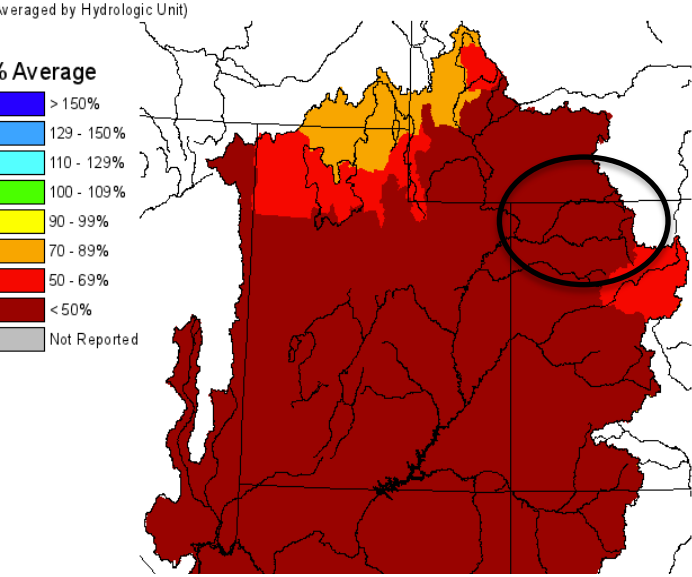 Averaged by Hydrologic Unit)
% Average
> 150%
129 - 150%
110 - 129%
100 - 109%
90 - 99%
70 - 89%
50 - 69%
< 50%
Not Reported